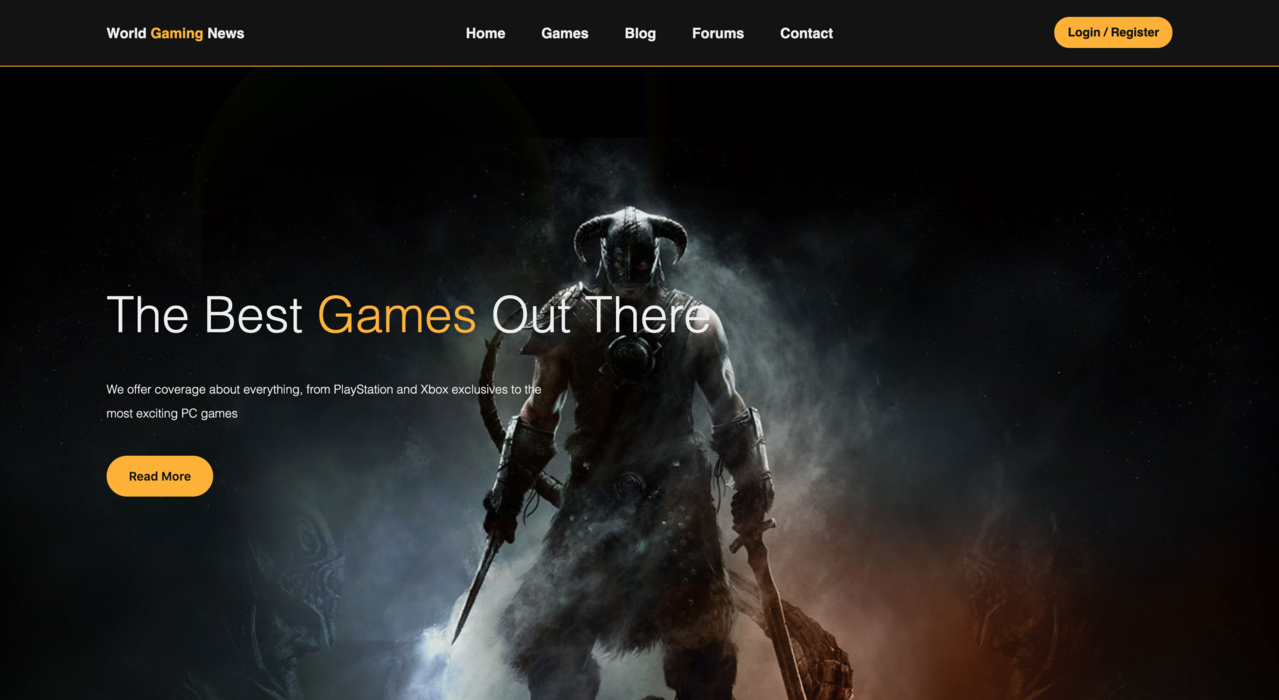 World Gaming News
Home
Games
Blog
Forums
Contact
Login / Register
The Best Games Out There
We offer coverage about everything, from PlayStation and Xbox exclusives to the
most exciting PC games
Read More